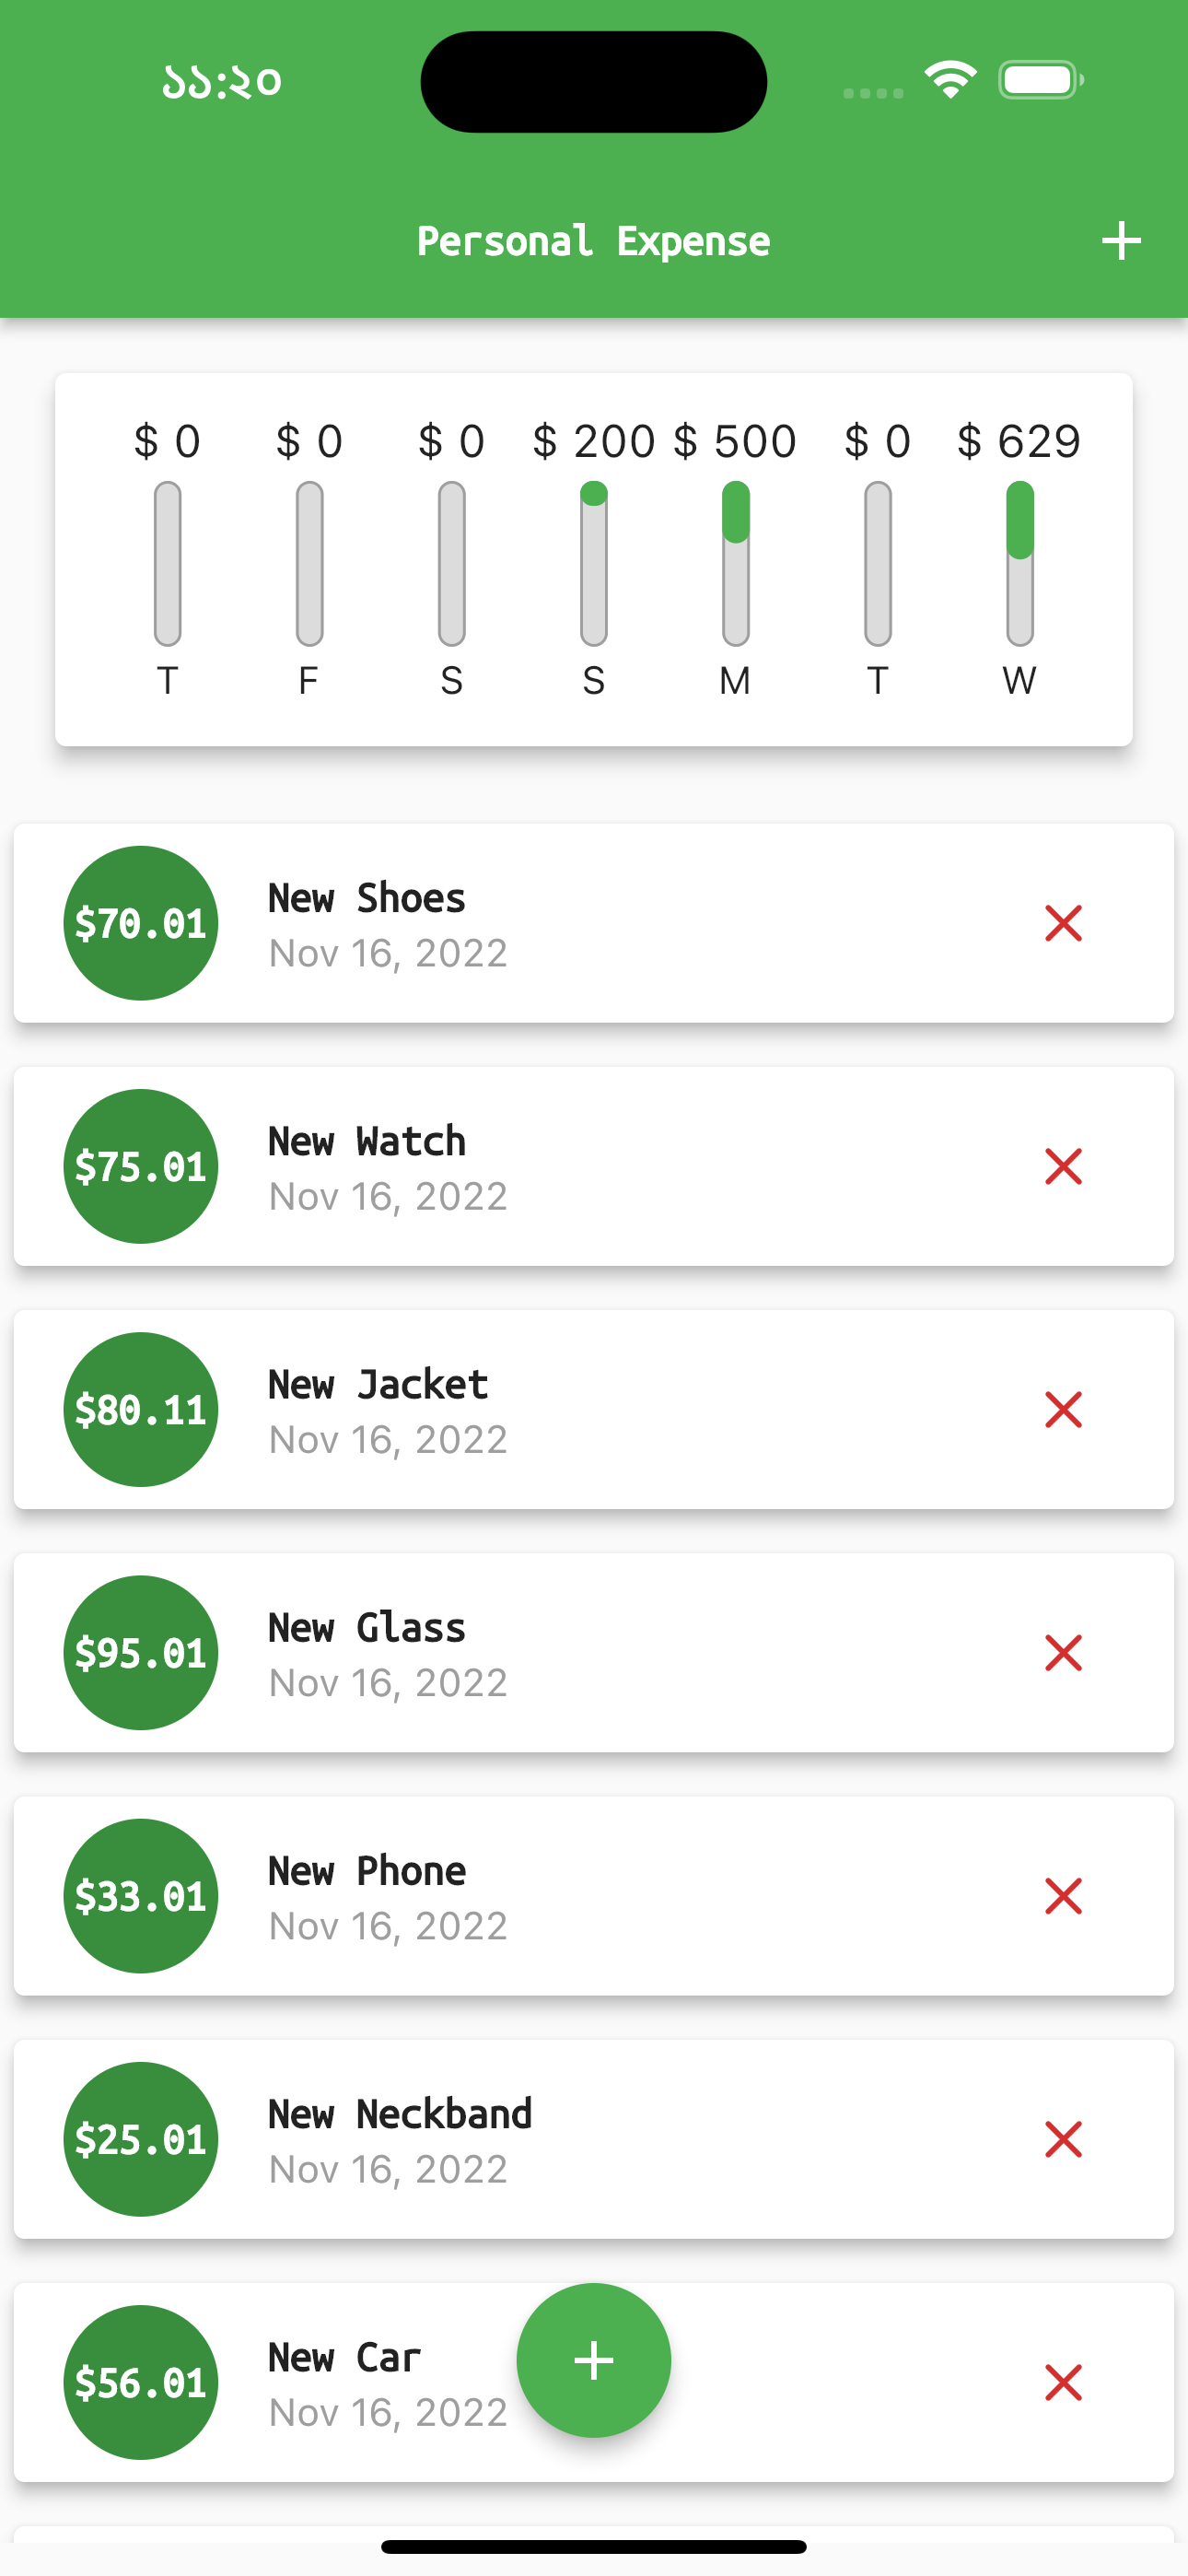 ১১:২০
Personal Expense
$ 0 $ 0 $ 0 $ 200 $ 500 $ 0 $ 629
T F S S M T W
$70.01
New Shoes
Nov 16, 2022
$75.01
New Watch
Nov 16, 2022
$80.11
New Jacket
Nov 16, 2022
$95.01
New Glass
Nov 16, 2022
$33.01
New Phone
Nov 16, 2022
$25.01
New Neckband
Nov 16, 2022
$56.01
New Car
Nov 16, 2022